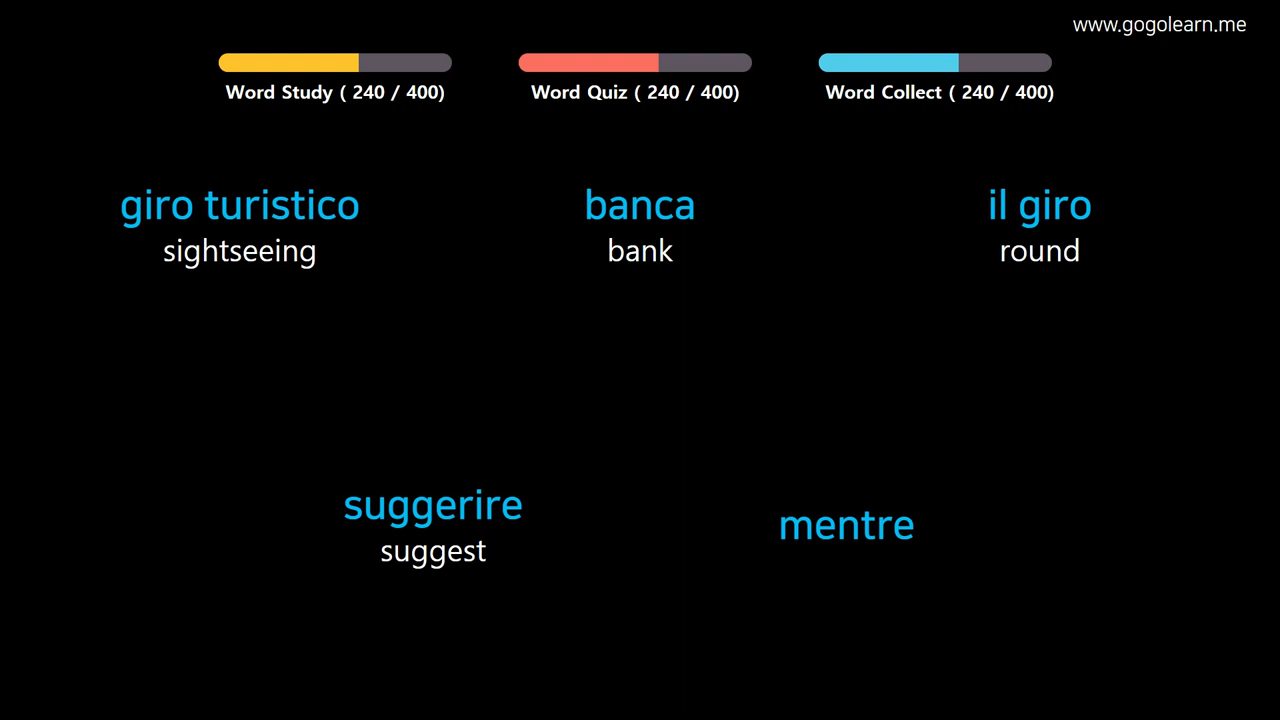 www.gogolearn.me
Word Study ( 240 / 400)
Word Quiz ( 240 / 400)
Word Collect ( 240 / 400)
giro turistico
sightseeing
banca
bank
il giro
round
suggerire
suggest
mentre